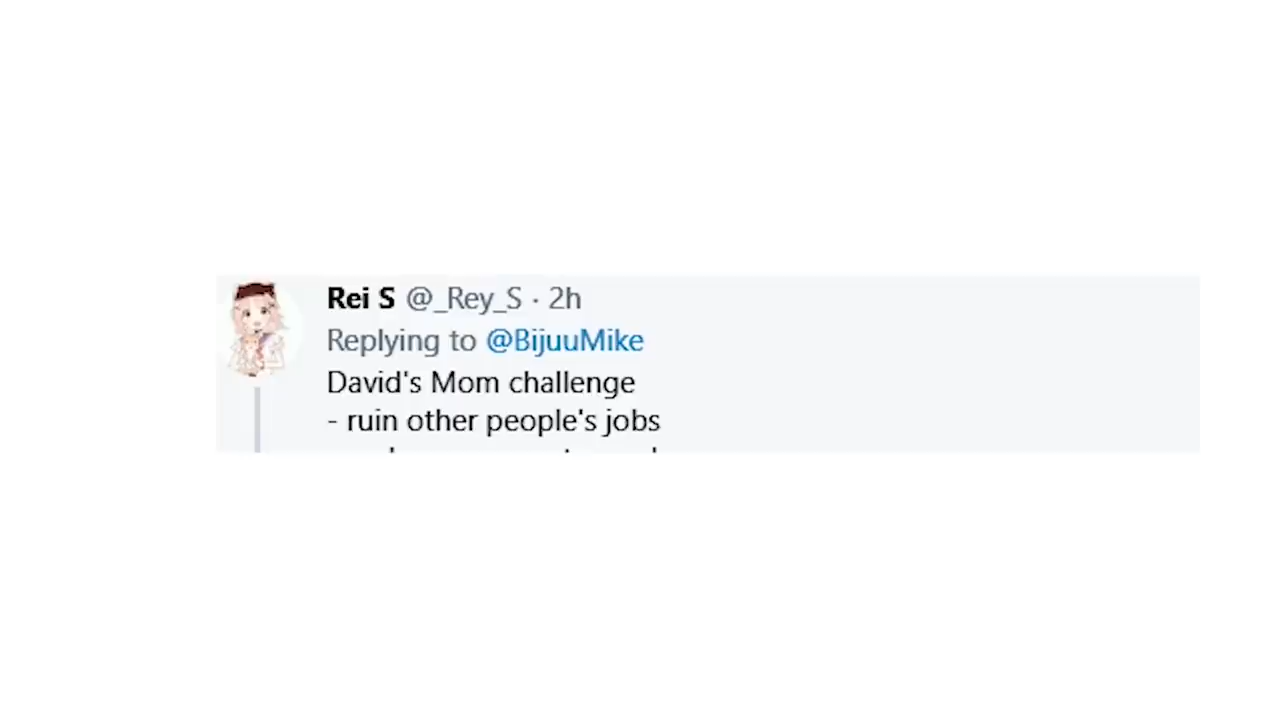 Rei S @_Rey_S · 2h
Replying to @BijuuMike
David's Mom challenge
- ruin other people's jobs